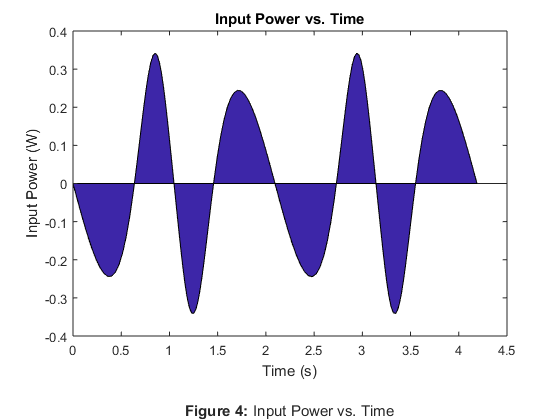 Input Power vs. Time
Input Power (W)
0.4
0.3
0.2
0.1
0
-0.1
-0.2
-0.3
-0.4
0 0.5 1 1.5 2 2.5 3 3.5 4 4.5
Time (s)
Figure 4: Input Power vs. Time